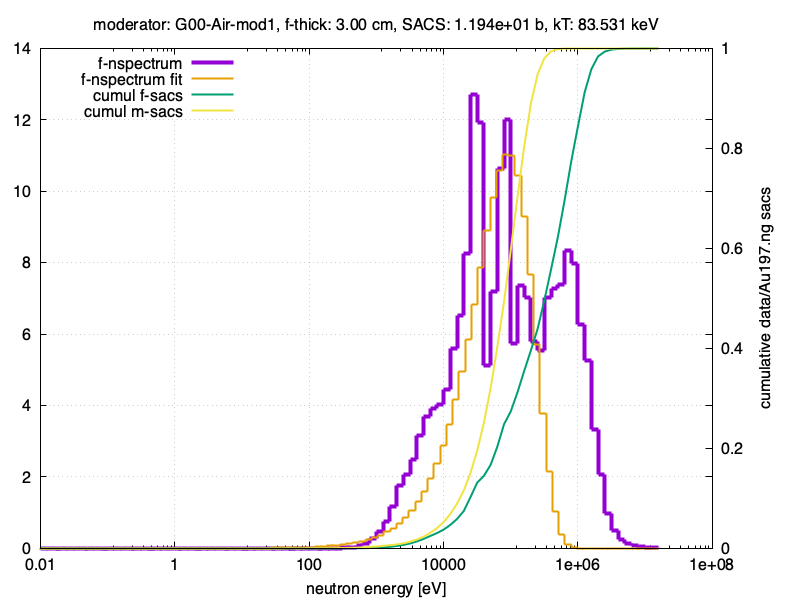 moderator: G00-Air-mod1, f-thick: 3.00 cm, SACS: 1.194e+01 b, kT: 83.531 keV
f-nspectrum
f-nspectrum fit
cumul f-sacs
cumul m-sacs
14
12
10
8
6
4
2
0
1
0.8
0.6
0.4
0.2
0
cumulative data/Au197.ng sacs
0.01
1
100
10000
1e+06
1e+08
neutron energy [eV]